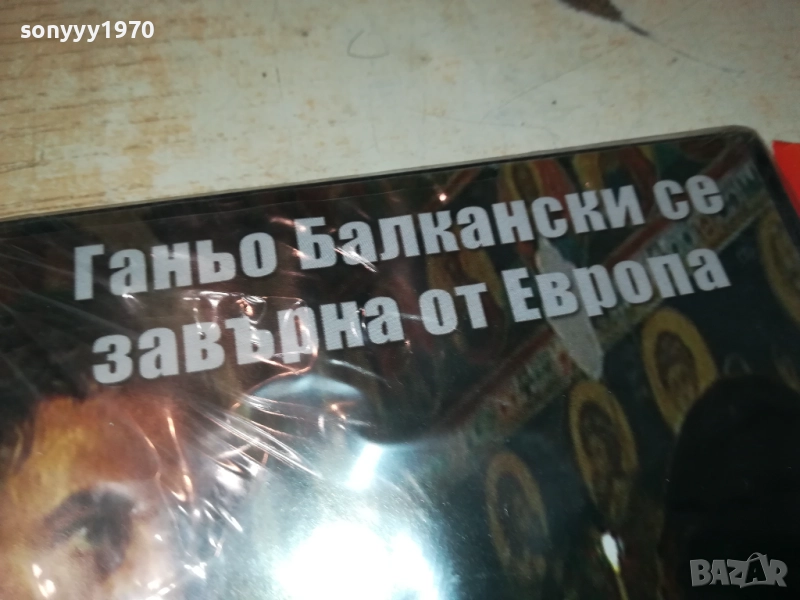 sonyyy1970
Ганьо Балкански се
завърна от Европа
BAZAR